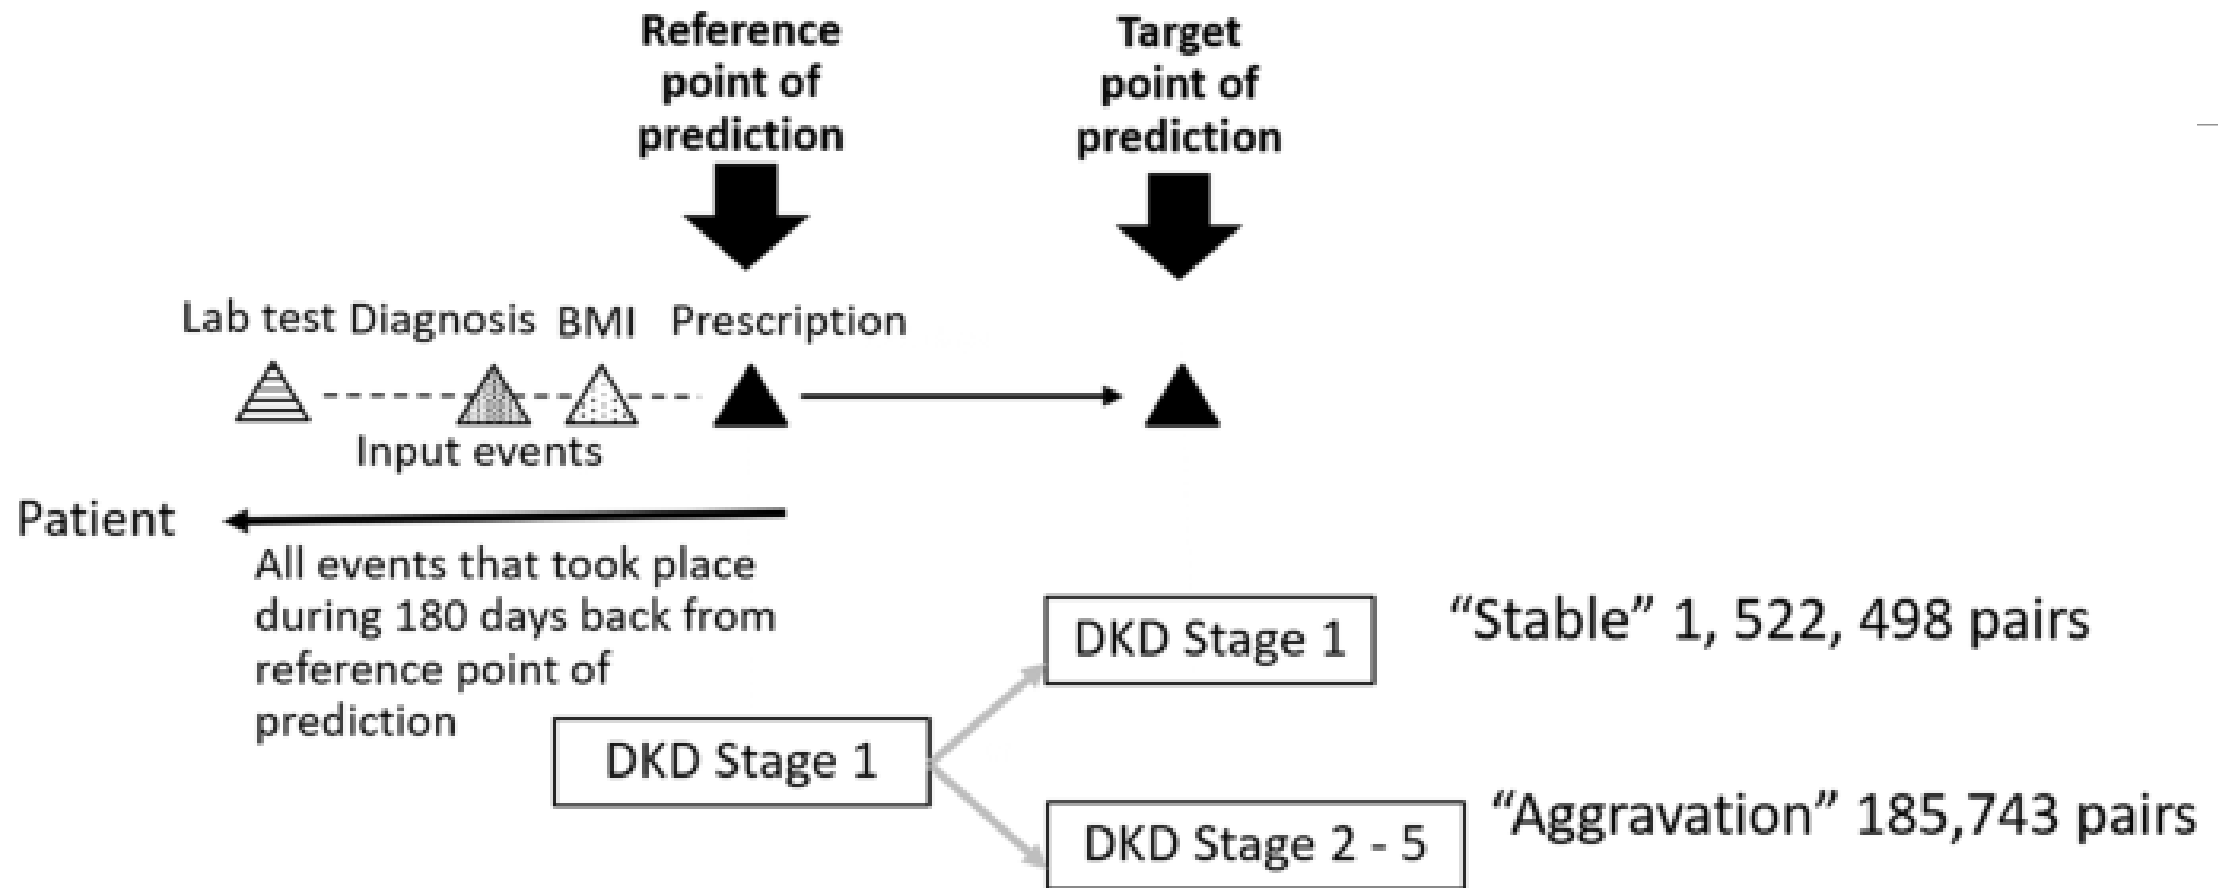 Reference
point of
prediction
Target
point of
prediction
Lab test Diagnosis BMI Prescription
Input events
Patient
All events that took place
during 180 days back from
reference point of
prediction
DKD Stage 1
DKD Stage 1
"Stable" 1, 522, 498 pairs
DKD Stage 2 - 5
"Aggravation" 185,743 pairs